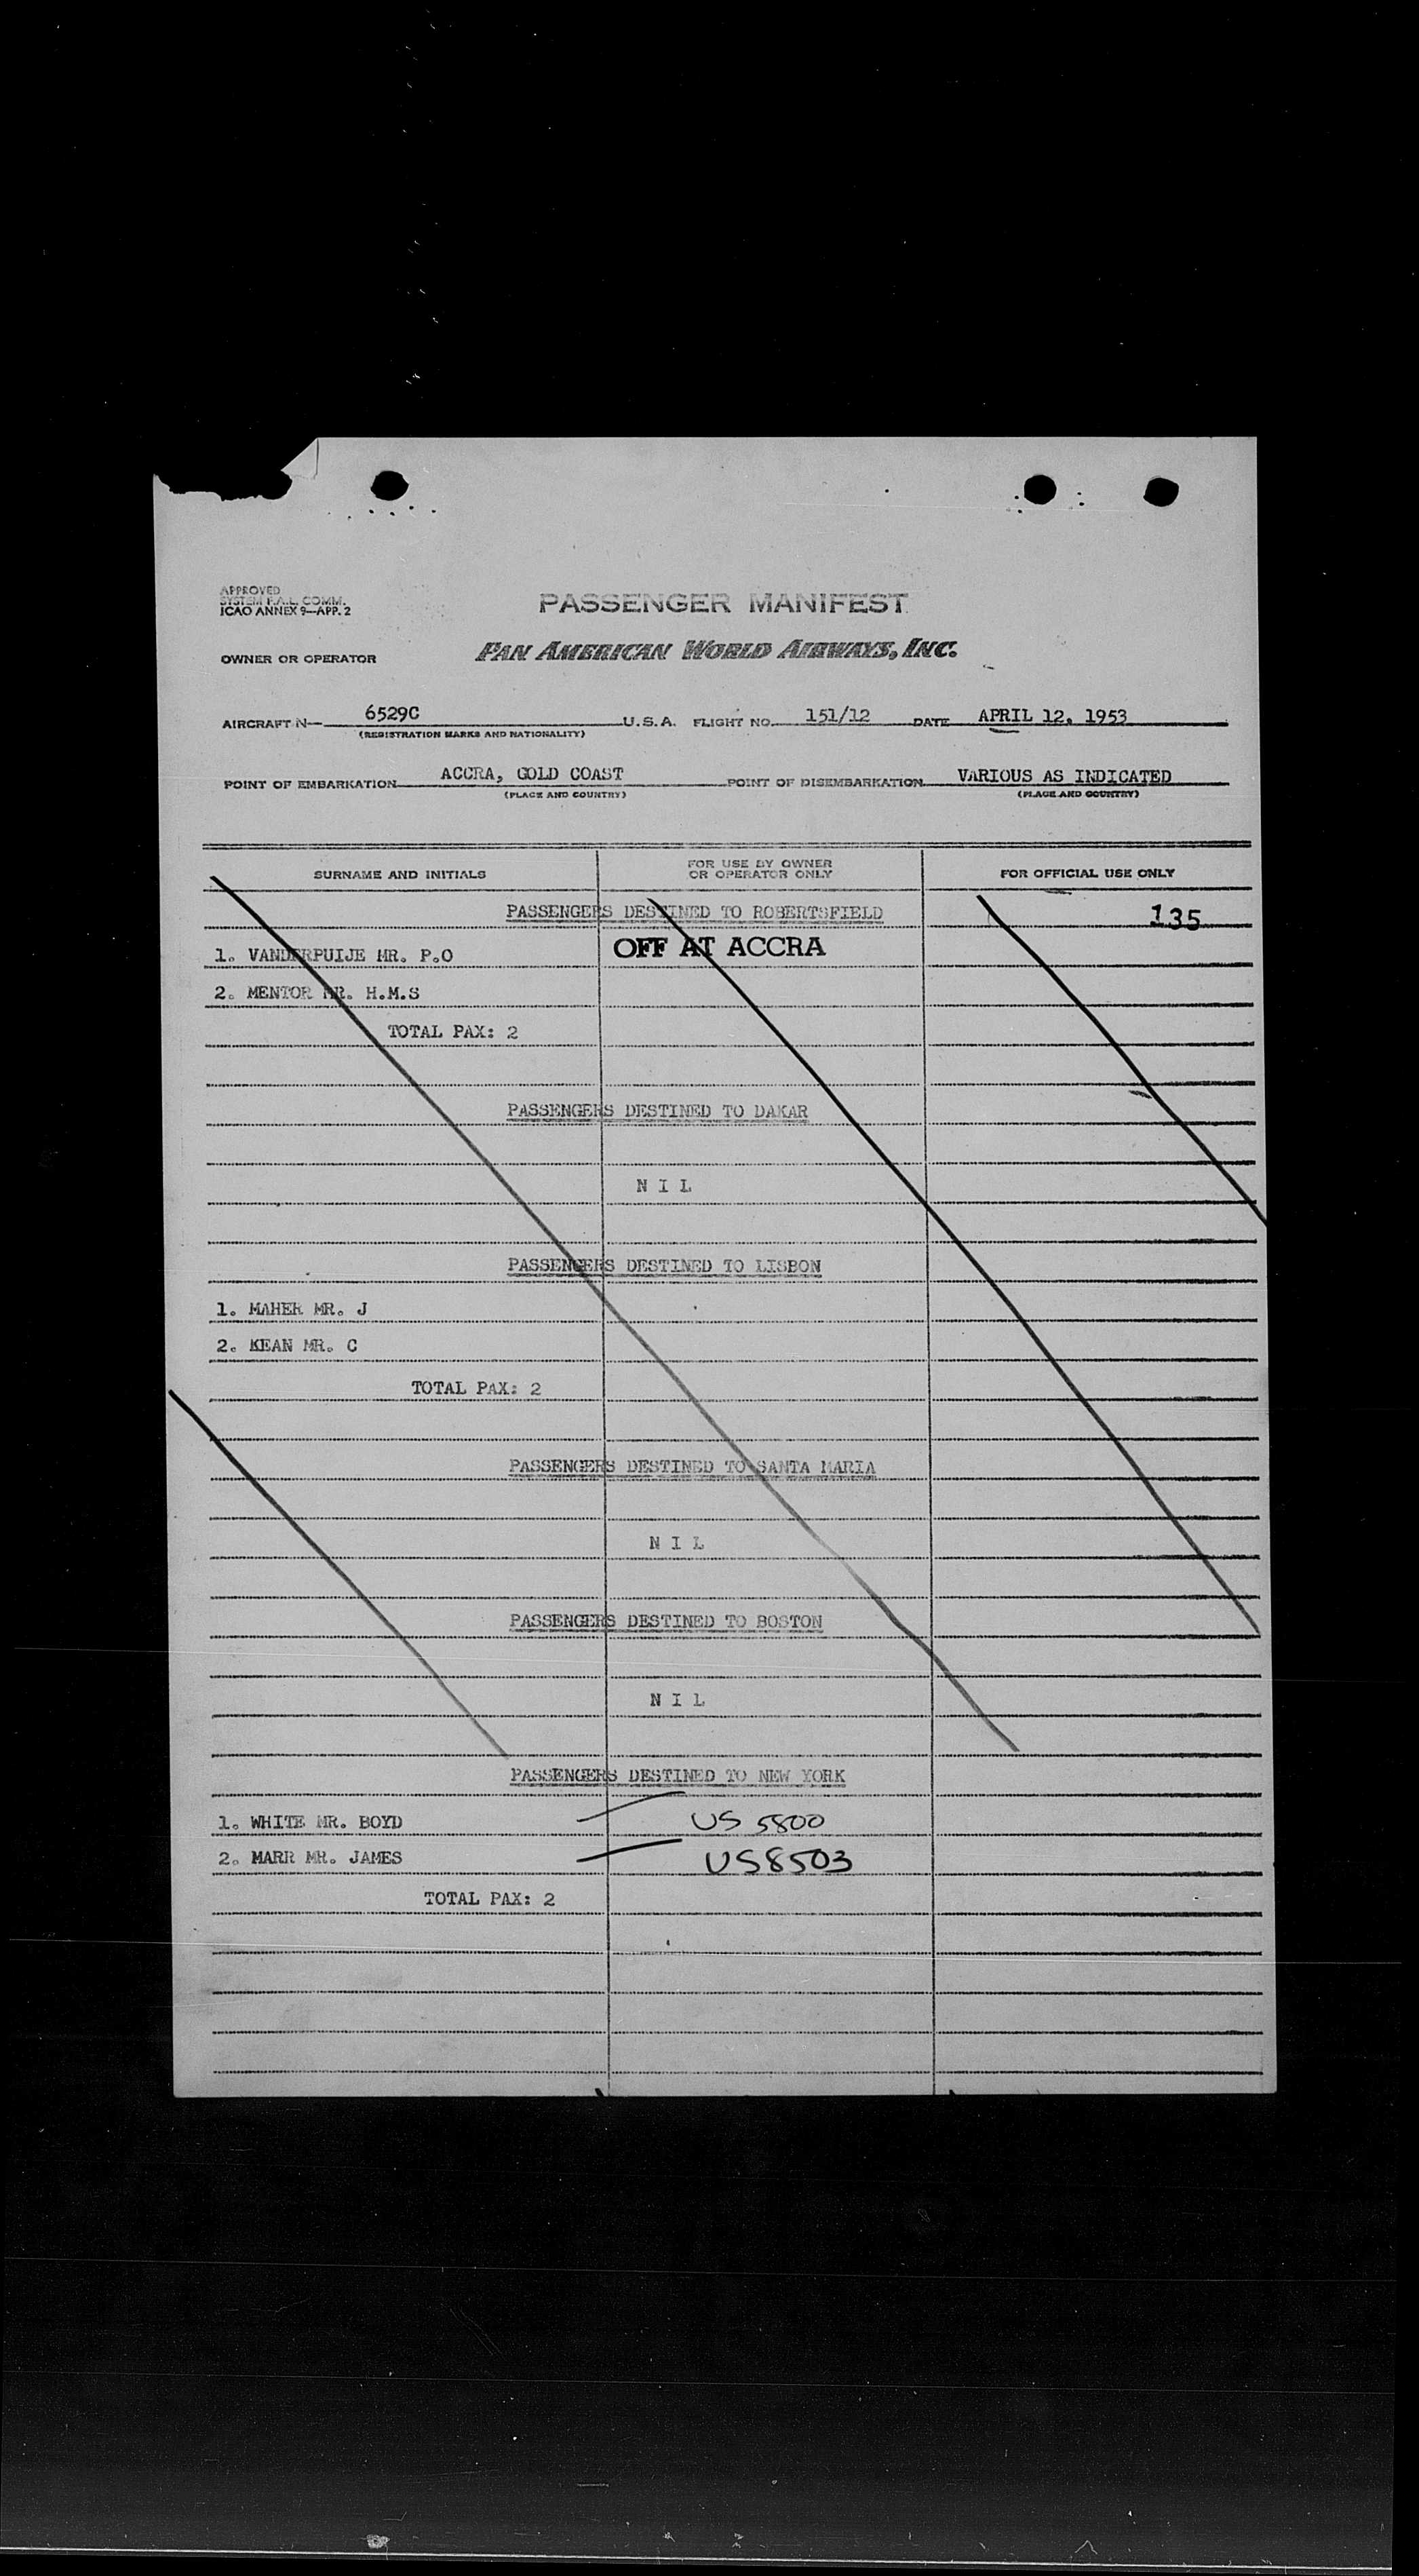 APPROVED
SYSTEM F.A.L. COMM.
ICAO ANNEX 9—APP. 2
PASSENGER MANIFEST
OWNER OR OPERATOR PAN AMERICAN WORLD AIRWAYS, INC.
AIRCRAFT N— 6529C U.S.A. FLIGHT NO. 151/12 DATE APRIL 12, 1953
(REGISTRATION MARKS AND NATIONALITY)
POINT OF EMBARKATION ACCRA, GOLD COAST POINT OF DISEMBARKATION VARIOUS AS INDICATED
(PLACE AND COUNTRY) (PLACE AND COUNTRY)
SURNAME AND INITIALS FOR USE BY OWNER OR OPERATOR ONLY FOR OFFICIAL USE ONLY
PASSENGERS DESTINED TO ROBERTSFIELD 135
1. VANDERPUIJE MR. P.O OFF AT ACCRA
2. MENTOR MR. H.M.S
TOTAL PAX: 2
PASSENGERS DESTINED TO DAKAR
N I L
PASSENGERS DESTINED TO LISBON
1. MAHER MR. J
2. KEAN MR. C
TOTAL PAX: 2
PASSENGERS DESTINED TO SANTA MARIA
N I L
PASSENGERS DESTINED TO BOSTON
N I L
PASSENGERS DESTINED TO NEW YORK
1. WHITE MR. BOYD US 5800
2. MARR MR. JAMES US8503
TOTAL PAX: 2